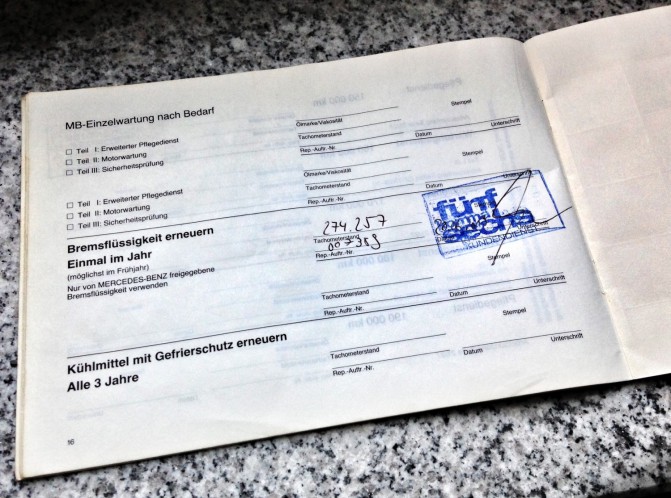 MB-Einzelwartung nach Bedarf
☐ Teil I: Erweiterter Pflegedienst
☐ Teil II: Motorwartung
☐ Teil III: Sicherheitsprüfung
Ölmarke/Viskosität
Stempel
Tachometerstand
Rep.-Auftr.-Nr.
Datum
Unterschrift
☐ Teil I: Erweiterter Pflegedienst
☐ Teil II: Motorwartung
☐ Teil III: Sicherheitsprüfung
Ölmarke/Viskosität
Stempel
Tachometerstand
Rep.-Auftr.-Nr.
Datum
Unterschrift
Bremsflüssigkeit erneuern
Einmal im Jahr
(möglichst im Frühjahr)
Nur von MERCEDES-BENZ freigegebene
Bremsflüssigkeit verwenden
274.257
Tachometerstand
Rep.-Auftr.-Nr.
fünf
sechs
KUNDENDIENST
Stempel
Tachometerstand
Rep.-Auftr.-Nr.
Datum
Unterschrift
Kühlmittel mit Gefrierschutz erneuern
Alle 3 Jahre
Stempel
Tachometerstand
Rep.-Auftr.-Nr.
Datum
Unterschrift
16